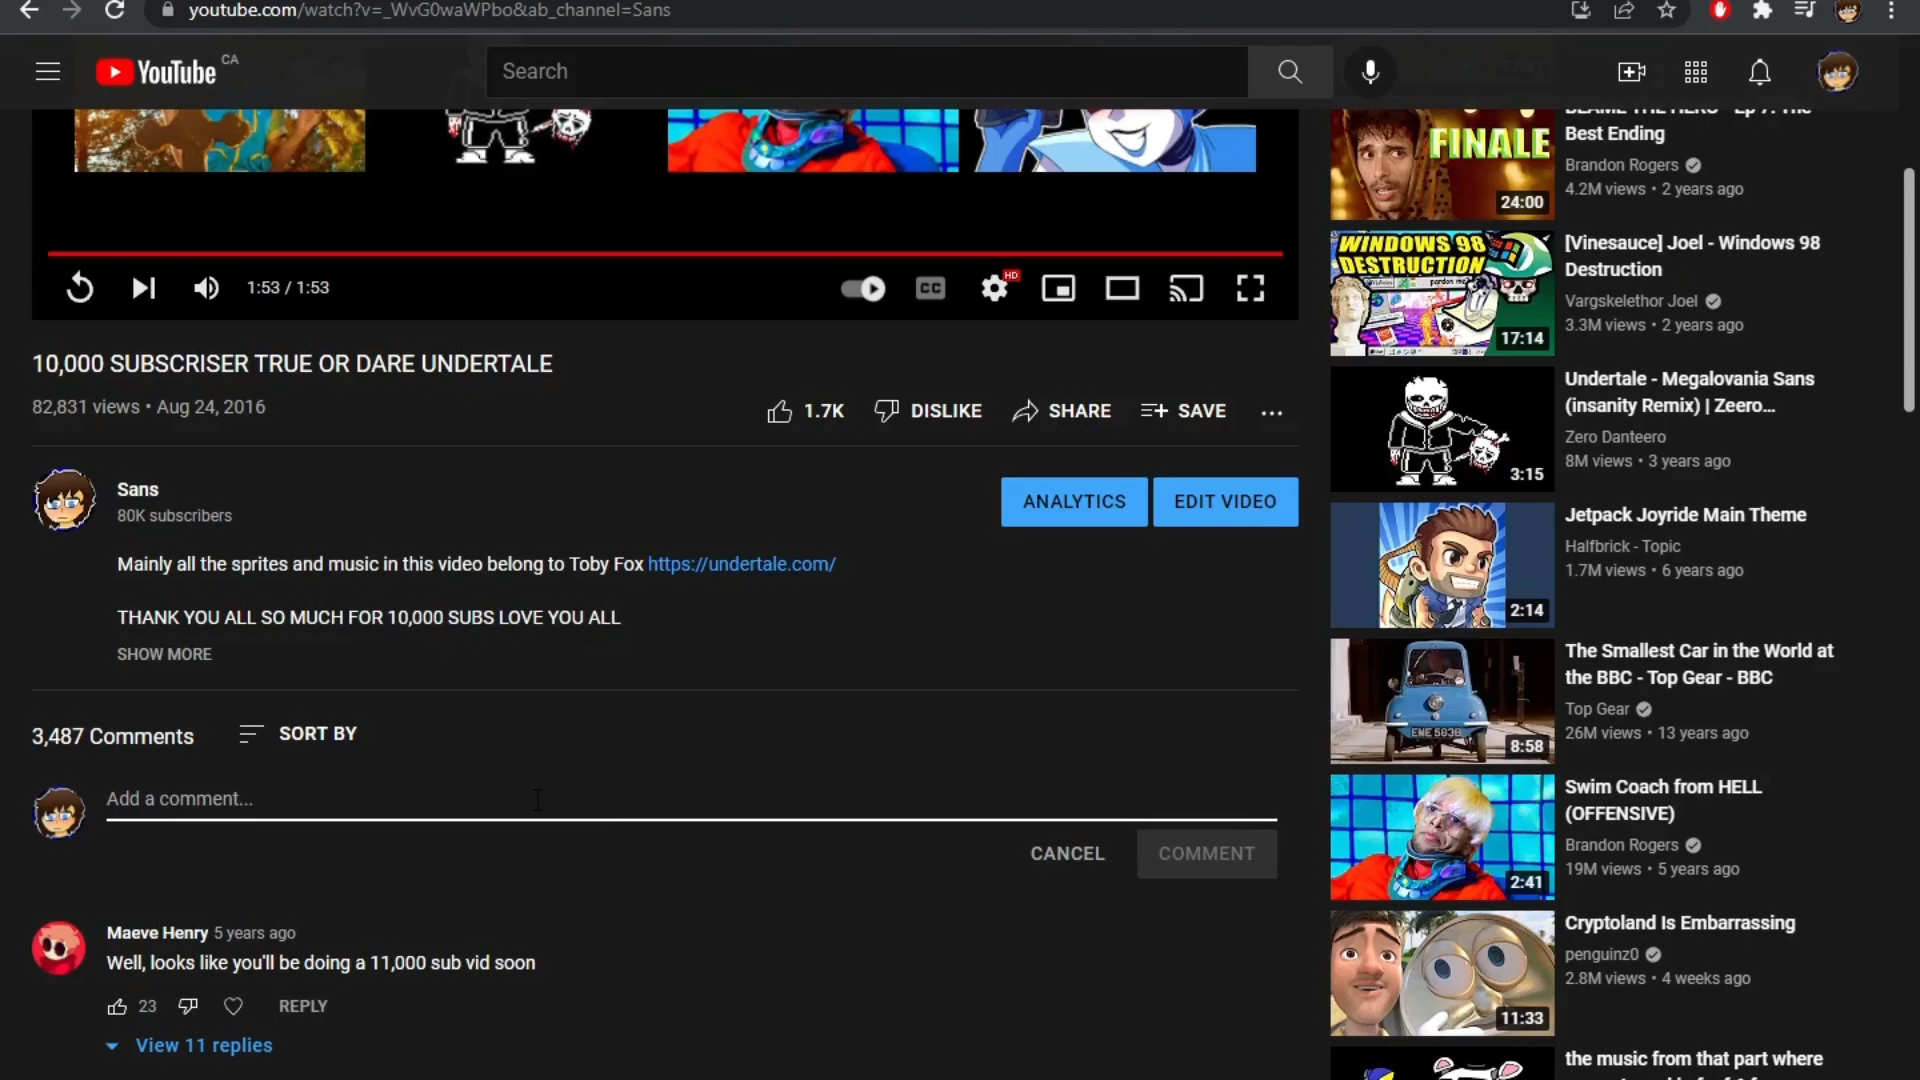 youtube.com/watch?v=_WvG0waWPbo&ab_channel=Sans
YouTube CA
Search
HD
CC
1:53 / 1:53
10,000 SUBSCRISER TRUE OR DARE UNDERTALE
82,831 views • Aug 24, 2016
1.7K
DISLIKE
SHARE
SAVE
Sans
80K subscribers
ANALYTICS
EDIT VIDEO
Mainly all the sprites and music in this video belong to Toby Fox https://undertale.com/
THANK YOU ALL SO MUCH FOR 10,000 SUBS LOVE YOU ALL
SHOW MORE
3,487 Comments
SORT BY
Add a comment...
CANCEL
COMMENT
Maeve Henry 5 years ago
Well, looks like you'll be doing a 11,000 sub vid soon
23
REPLY
View 11 replies
FINALE
24:00
BLAME THE HERO - Ep 7: The
Best Ending
Brandon Rogers
4.2M views • 2 years ago
WINDOWS 98
DESTRUCTION
pardon me?
17:14
[Vinesauce] Joel - Windows 98
Destruction
Vargskelethor Joel
3.3M views • 2 years ago
3:15
Undertale - Megalovania Sans
(insanity Remix) | Zeero...
Zero Danteero
8M views • 3 years ago
2:14
Jetpack Joyride Main Theme
Halfbrick - Topic
1.7M views • 6 years ago
EWE 583B
8:58
The Smallest Car in the World at
the BBC - Top Gear - BBC
Top Gear
26M views • 13 years ago
2:41
Swim Coach from HELL
(OFFENSIVE)
Brandon Rogers
19M views • 5 years ago
11:33
Cryptoland Is Embarrassing
penguinz0
2.8M views • 4 weeks ago
the music from that part where